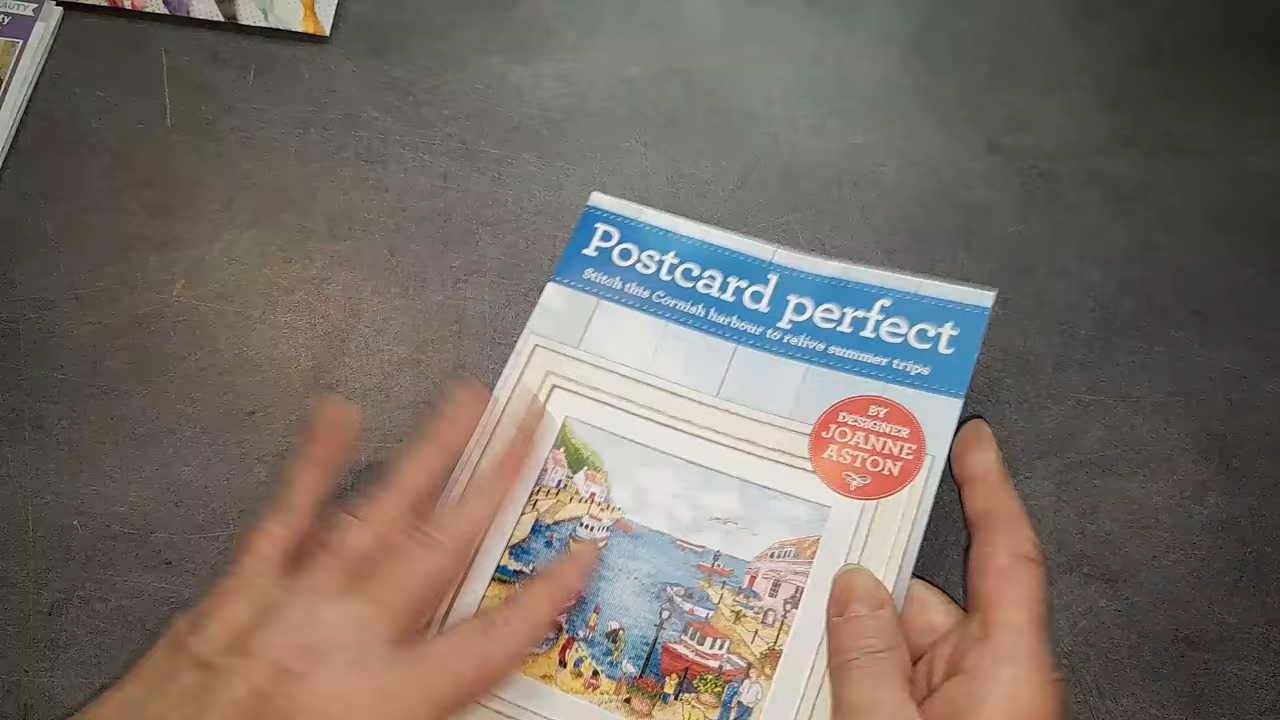 Postcard perfect
Stitch this Cornish harbour to relive summer trips
BY
DESIGNER
JOANNE
ASTON